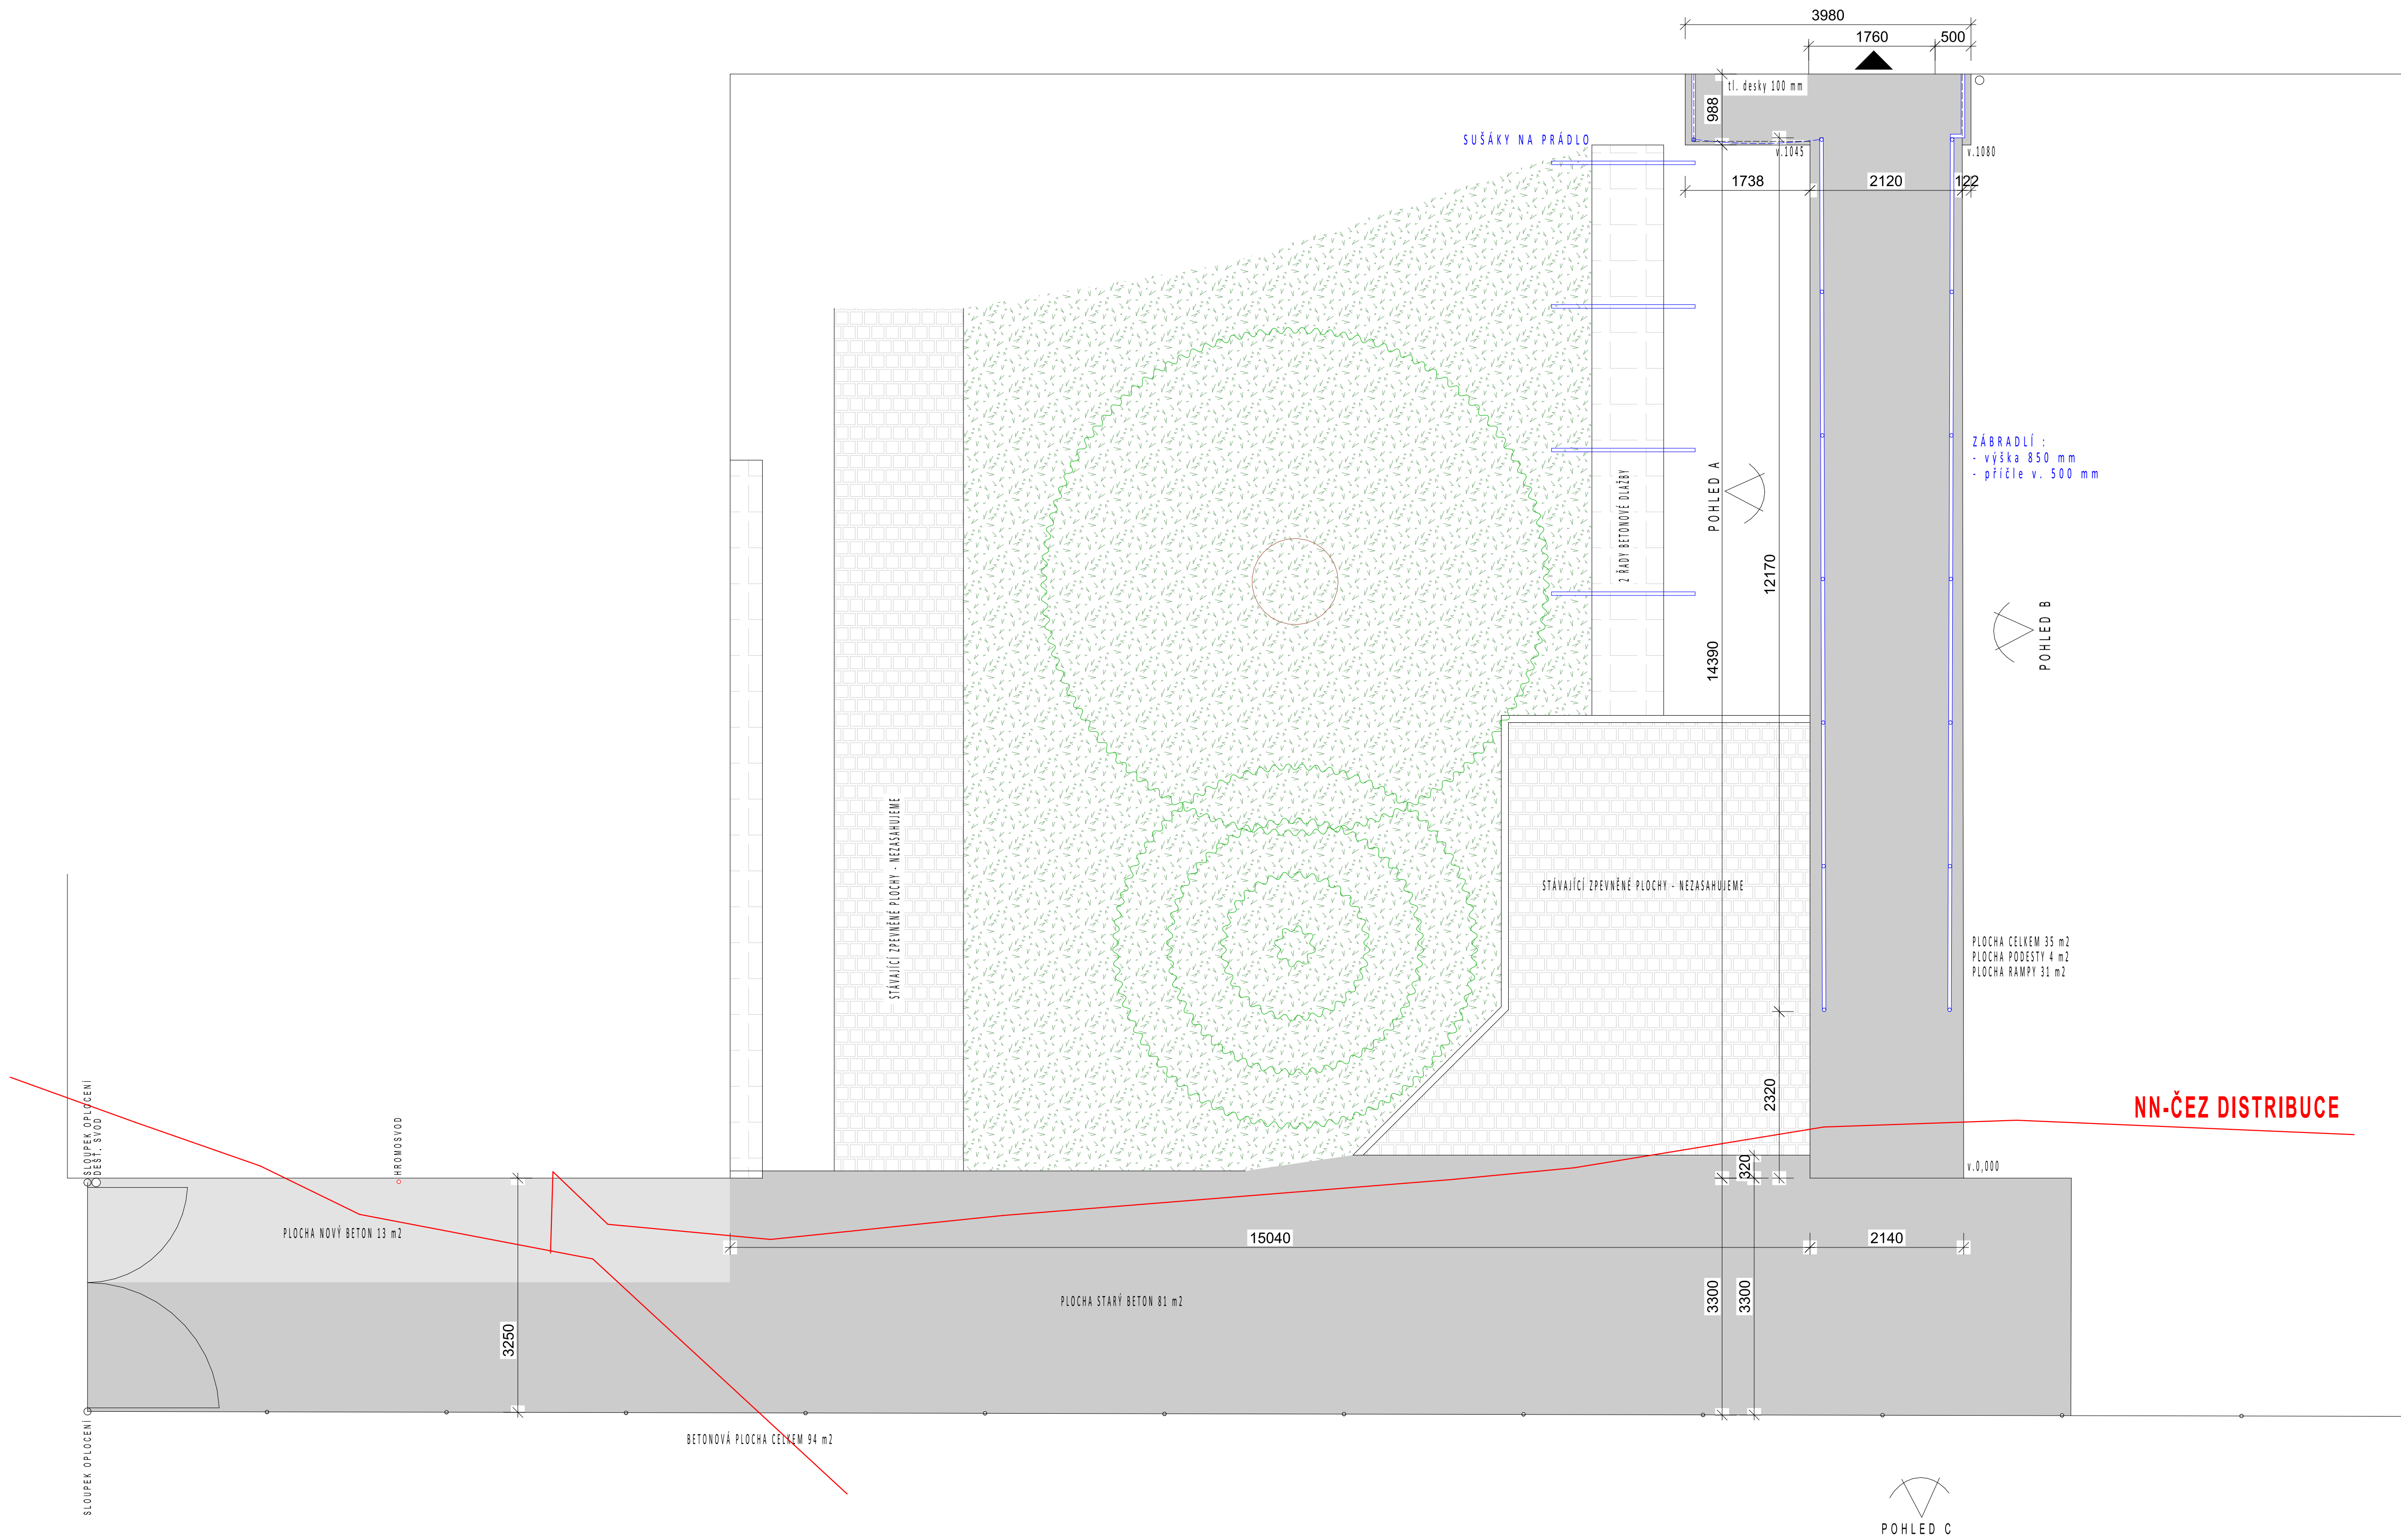 3980
1760
500
tl. desky 100 mm
988
SUŠÁKY NA PRÁDLO
v.1045
v.1080
1738
2120
122
ZÁBRADLÍ :
- výška 850 mm
- příčle v. 500 mm
POHLED A
2 ŘADY BETONOVÉ DLAŽBY
12170
14390
POHLED B
STÁVAJÍCÍ ZPEVNĚNÉ PLOCHY - NEZASAHUJEME
STÁVAJÍCÍ ZPEVNĚNÉ PLOCHY - NEZASAHUJEME
PLOCHA CELKEM 35 m2
PLOCHA PODESTY 4 m2
PLOCHA RAMPY 31 m2
2320
NN-ČEZ DISTRIBUCE
SLOUPEK OPLOCENÍ
DEŠŤ. SVOD
HROMOSVOD
320
v.0,000
PLOCHA NOVÝ BETON 13 m2
15040
2140
PLOCHA STARÝ BETON 81 m2
3300
3300
3250
SLOUPEK OPLOCENÍ
BETONOVÁ PLOCHA CELKEM 94 m2
POHLED C